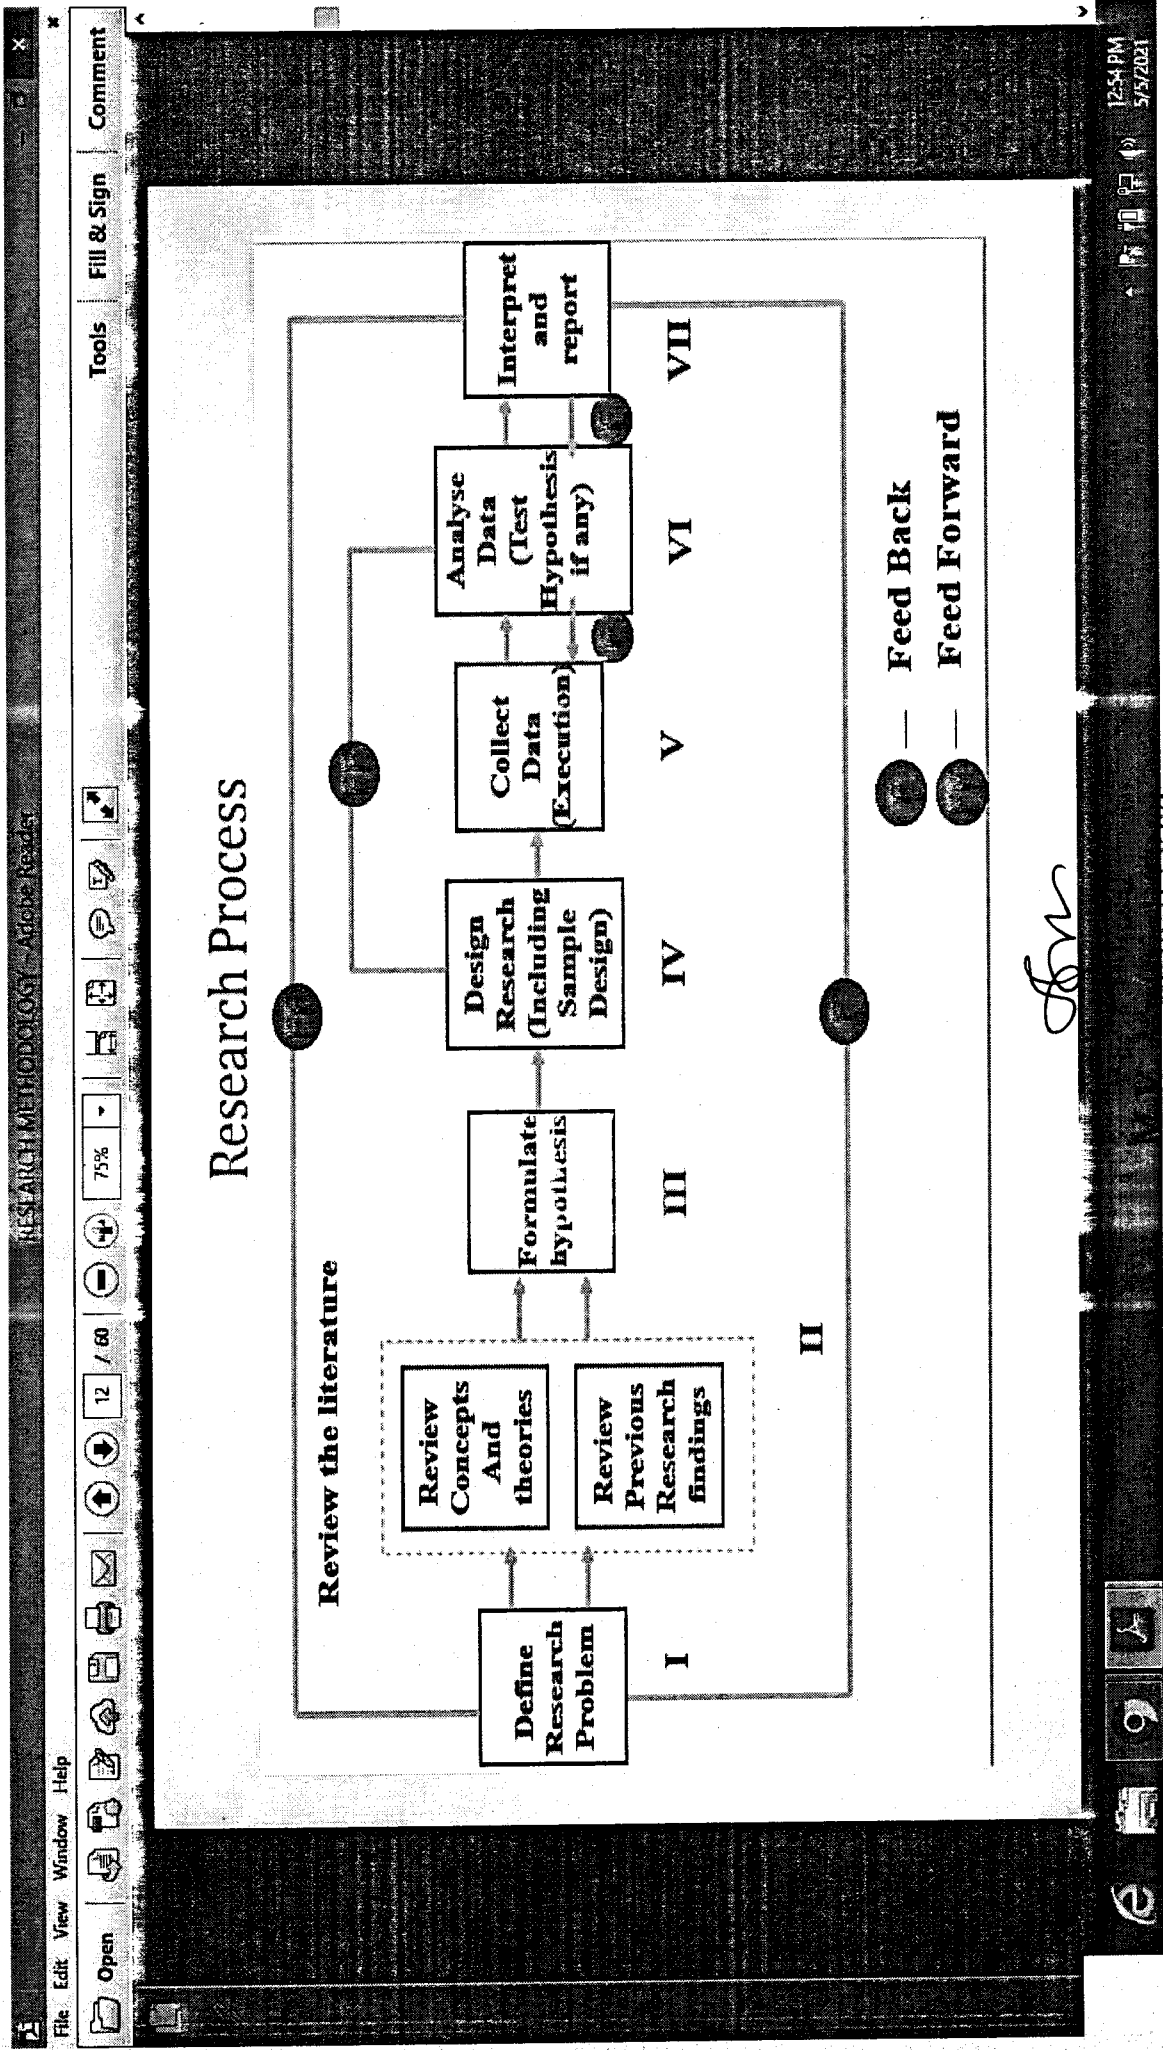 RESEARCH METHODOLOGY - Adobe Reader
File Edit View Window Help
Open
12 / 60
75%
Tools
Fill & Sign
Comment
Research Process
Review the literature
Define
Research
Problem
I
Review
Concepts
And
theories
Review
Previous
Research
findings
II
Formulate
hypothesis
III
Design
Research
(Including
Sample
Design)
IV
Collect
Data
(Execution)
V
Analyse
Data
(Test
Hypothesis
if any)
VI
Interpret
and
report
VII
Feed Back
Feed Forward
12:54 PM
5/5/2021